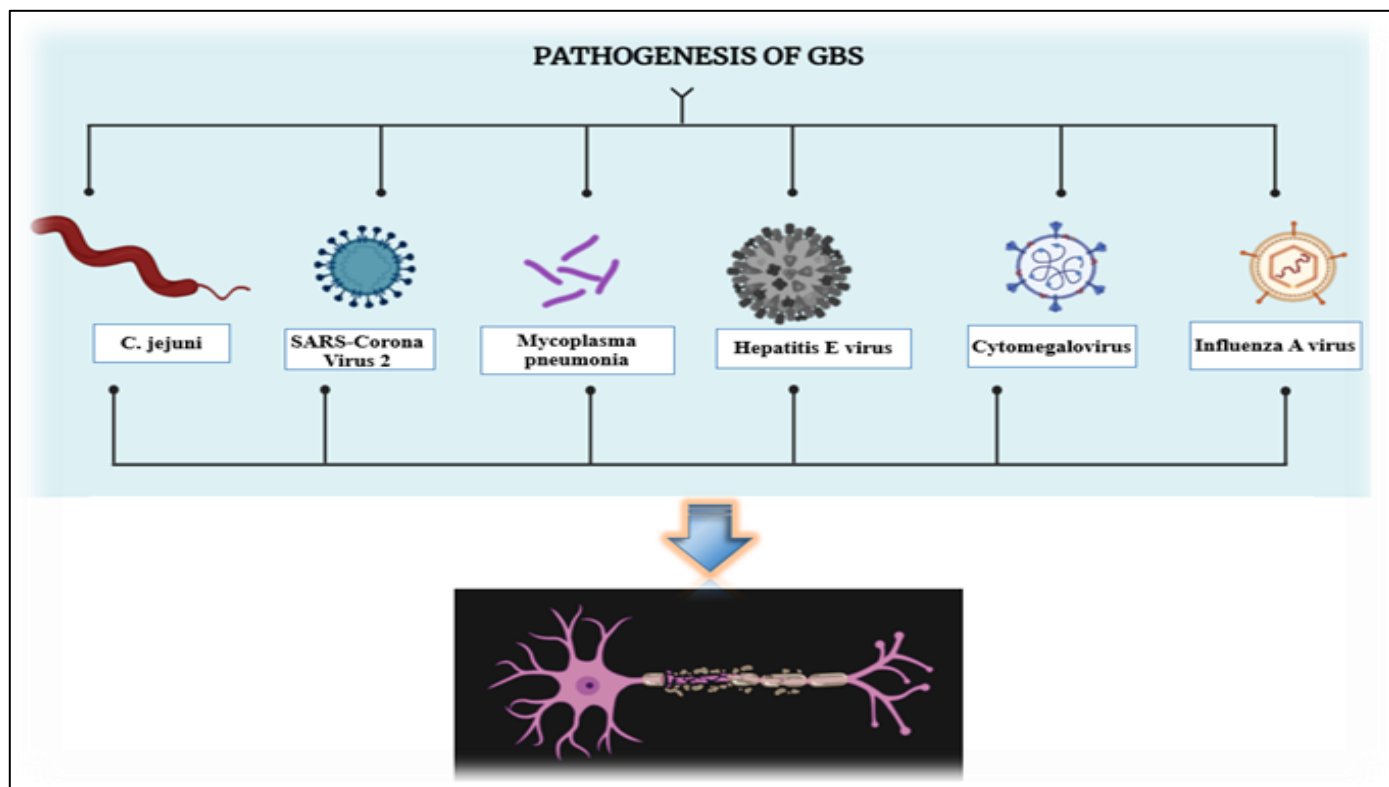 PATHOGENESIS OF GBS
C. jejuni
SARS-Corona
Virus 2
Mycoplasma
pneumonia
Hepatitis E virus
Cytomegalovirus
Influenza A virus